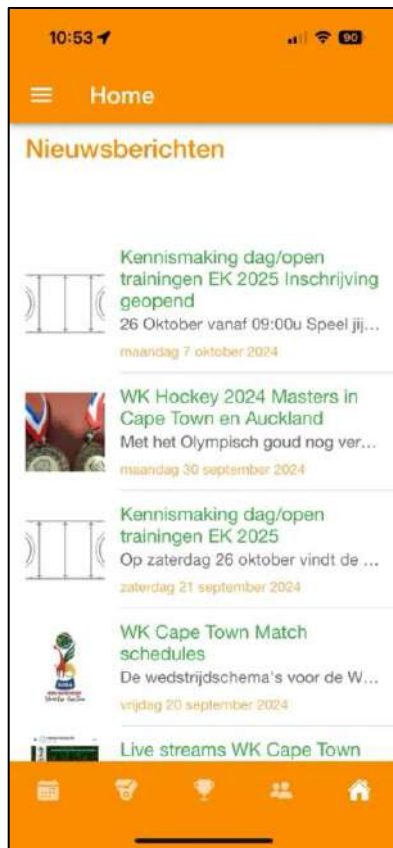 10:53
90
Home
Nieuwsberichten
Kennismaking dag/open
trainingen EK 2025 Inschrijving
geopend
26 Oktober vanaf 09:00u Speel jij...
maandag 7 oktober 2024
WK Hockey 2024 Masters in
Cape Town en Auckland
Met het Olympisch goud nog ver...
maandag 30 september 2024
Kennismaking dag/open
trainingen EK 2025
Op zaterdag 26 oktober vindt de ...
zaterdag 21 september 2024
WK Cape Town Match
schedules
De wedstrijdschema's voor de W...
vrijdag 20 september 2024
Live streams WK Cape Town